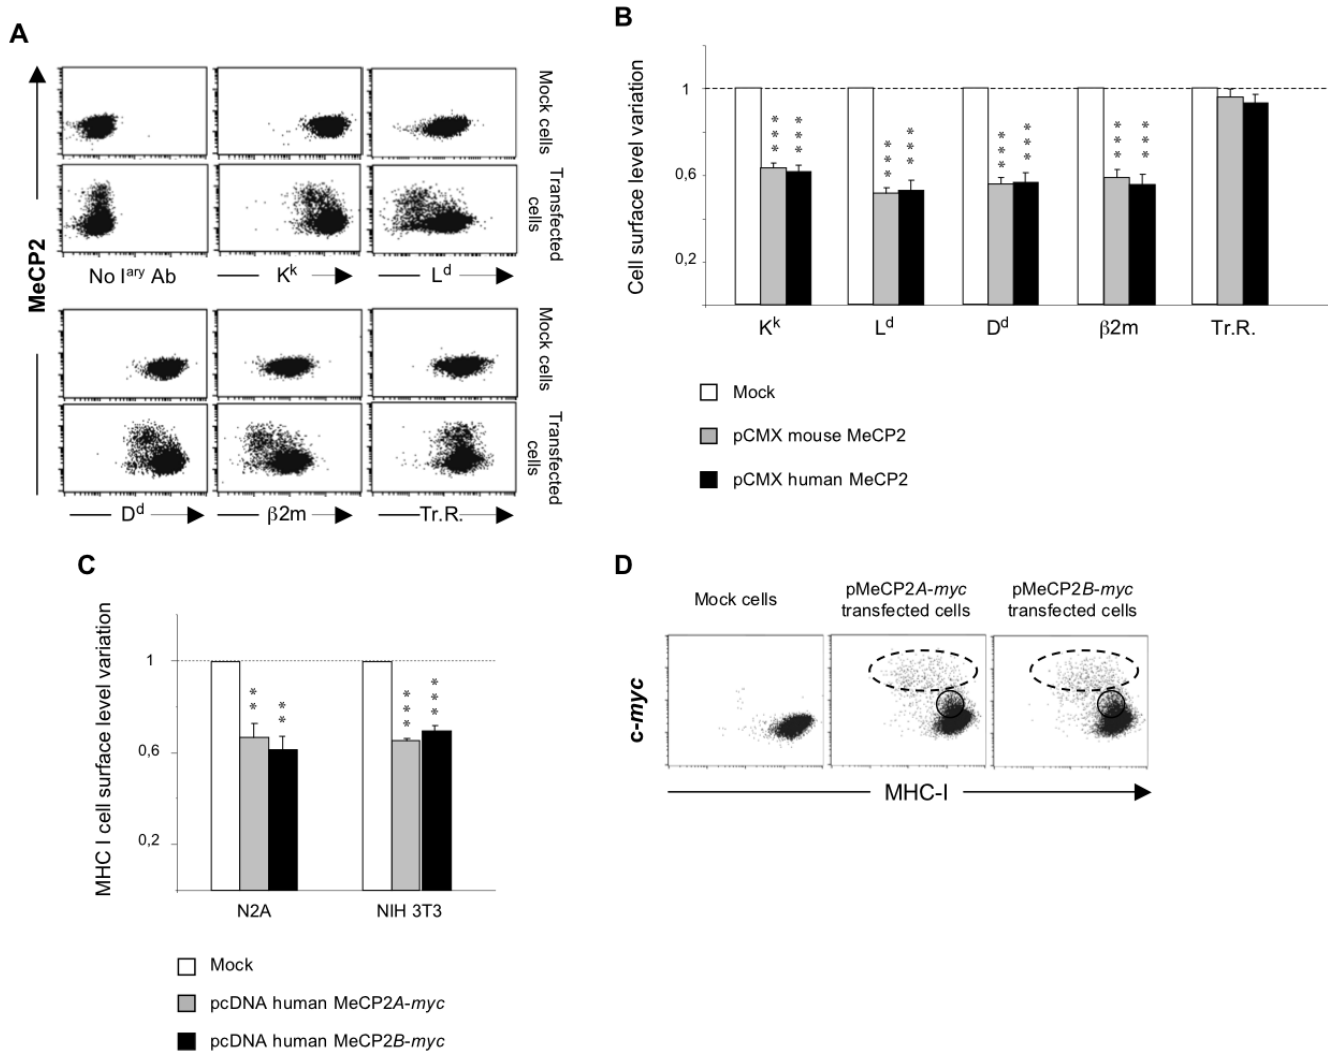 A
MeCP2
Mock cells
Transfected
cells
No Iᵃʳʸ Ab
Kᵏ
Lᵈ
Mock cells
Transfected
cells
Dᵈ
β2m
Tr.R.
B
Cell surface level variation
1
0,6
0,2
***
***
***
***
***
***
***
***
Kᵏ
Lᵈ
Dᵈ
β2m
Tr.R.
Mock
pCMX mouse MeCP2
pCMX human MeCP2
C
MHC I cell surface level variation
1
0,6
0,2
**
**
***
***
N2A
NIH 3T3
Mock
pcDNA human MeCP2A-myc
pcDNA human MeCP2B-myc
D
Mock cells
pMeCP2A-myc
transfected cells
pMeCP2B-myc
transfected cells
c-myc
MHC-I